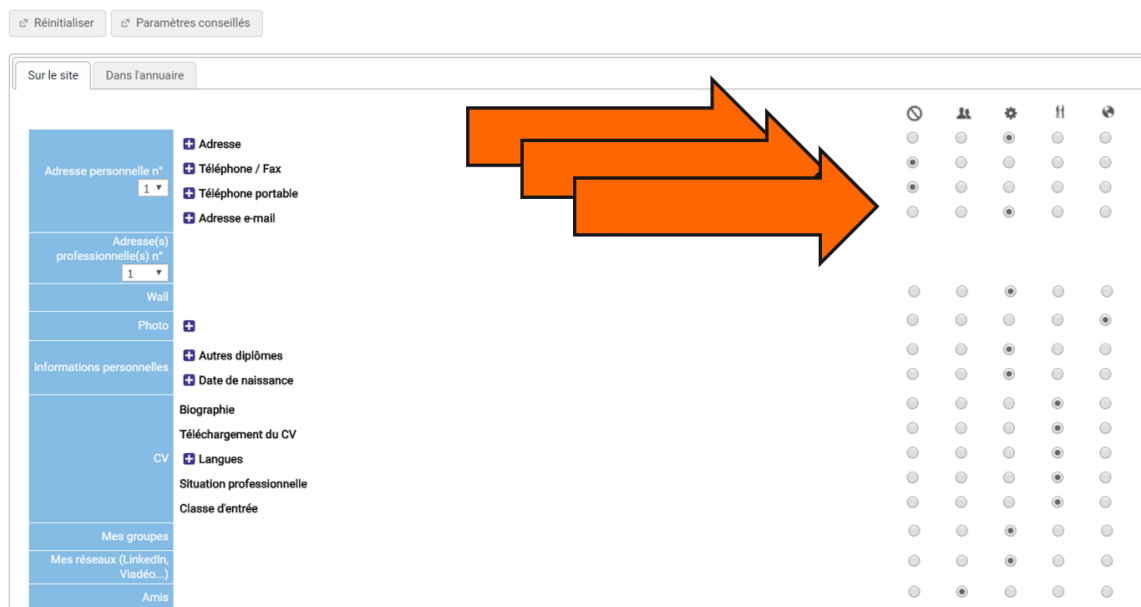 Réinitialiser
Paramètres conseillés
Sur le site
Dans l'annuaire
Adresse personnelle n°
1
Adresse
Téléphone / Fax
Téléphone portable
Adresse e-mail
Adresse(s)
professionnelle(s) n°
1
Wall
Photo
Informations personnelles
Autres diplômes
Date de naissance
CV
Biographie
Téléchargement du CV
Langues
Situation professionnelle
Classe d'entrée
Mes groupes
Mes réseaux (LinkedIn,
Viadéo...)
Amis